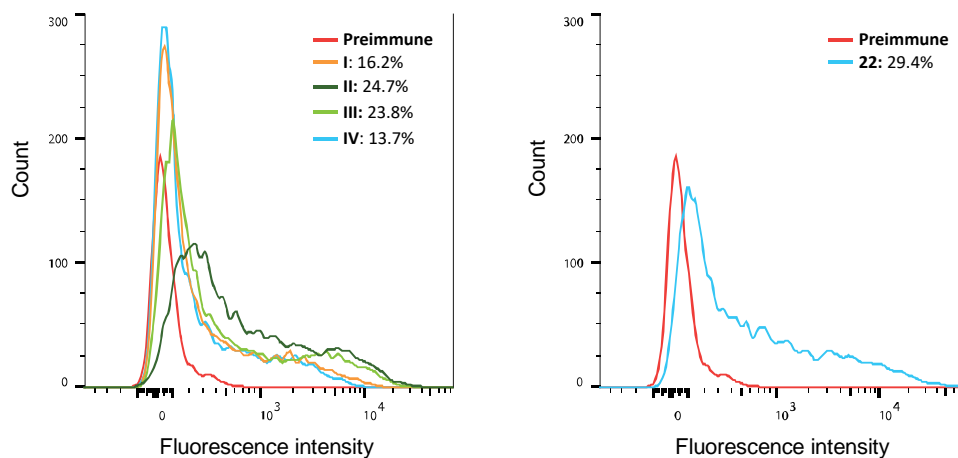 300
200
100
0
Count
Preimmune
I: 16.2%
II: 24.7%
III: 23.8%
IV: 13.7%
0
10³
10⁴
Fluorescence intensity
300
200
100
0
Count
Preimmune
22: 29.4%
0
10³
10⁴
Fluorescence intensity